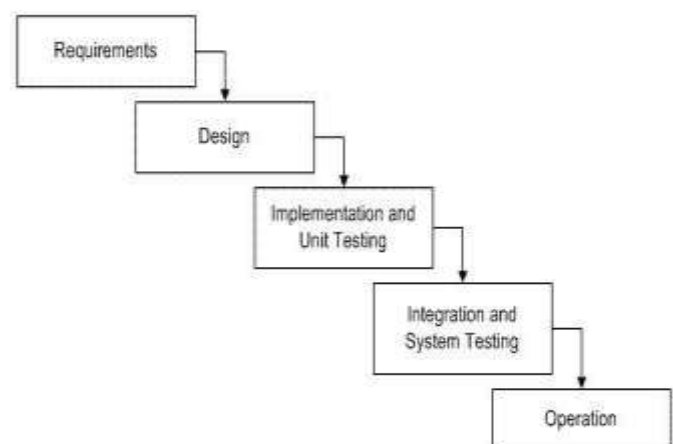 Requirements
Design
Implementation and
Unit Testing
Integration and
System Testing
Operation